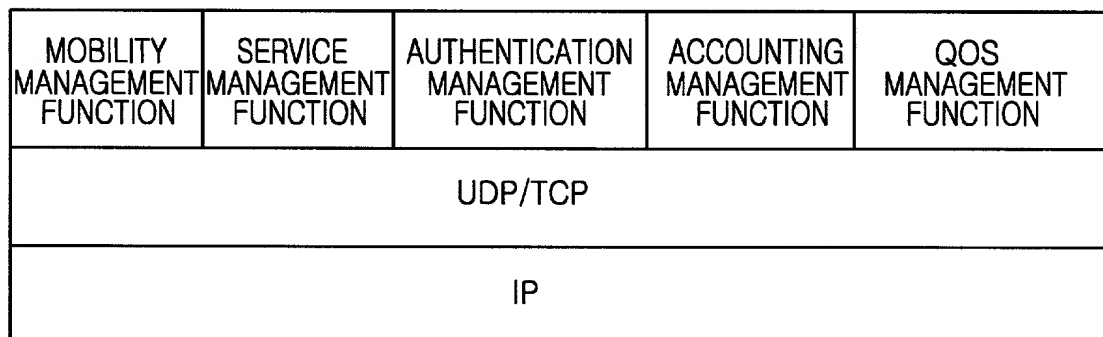 MOBILITY
MANAGEMENT
FUNCTION
SERVICE
MANAGEMENT
FUNCTION
AUTHENTICATION
MANAGEMENT
FUNCTION
ACCOUNTING
MANAGEMENT
FUNCTION
QOS
MANAGEMENT
FUNCTION
UDP/TCP
IP